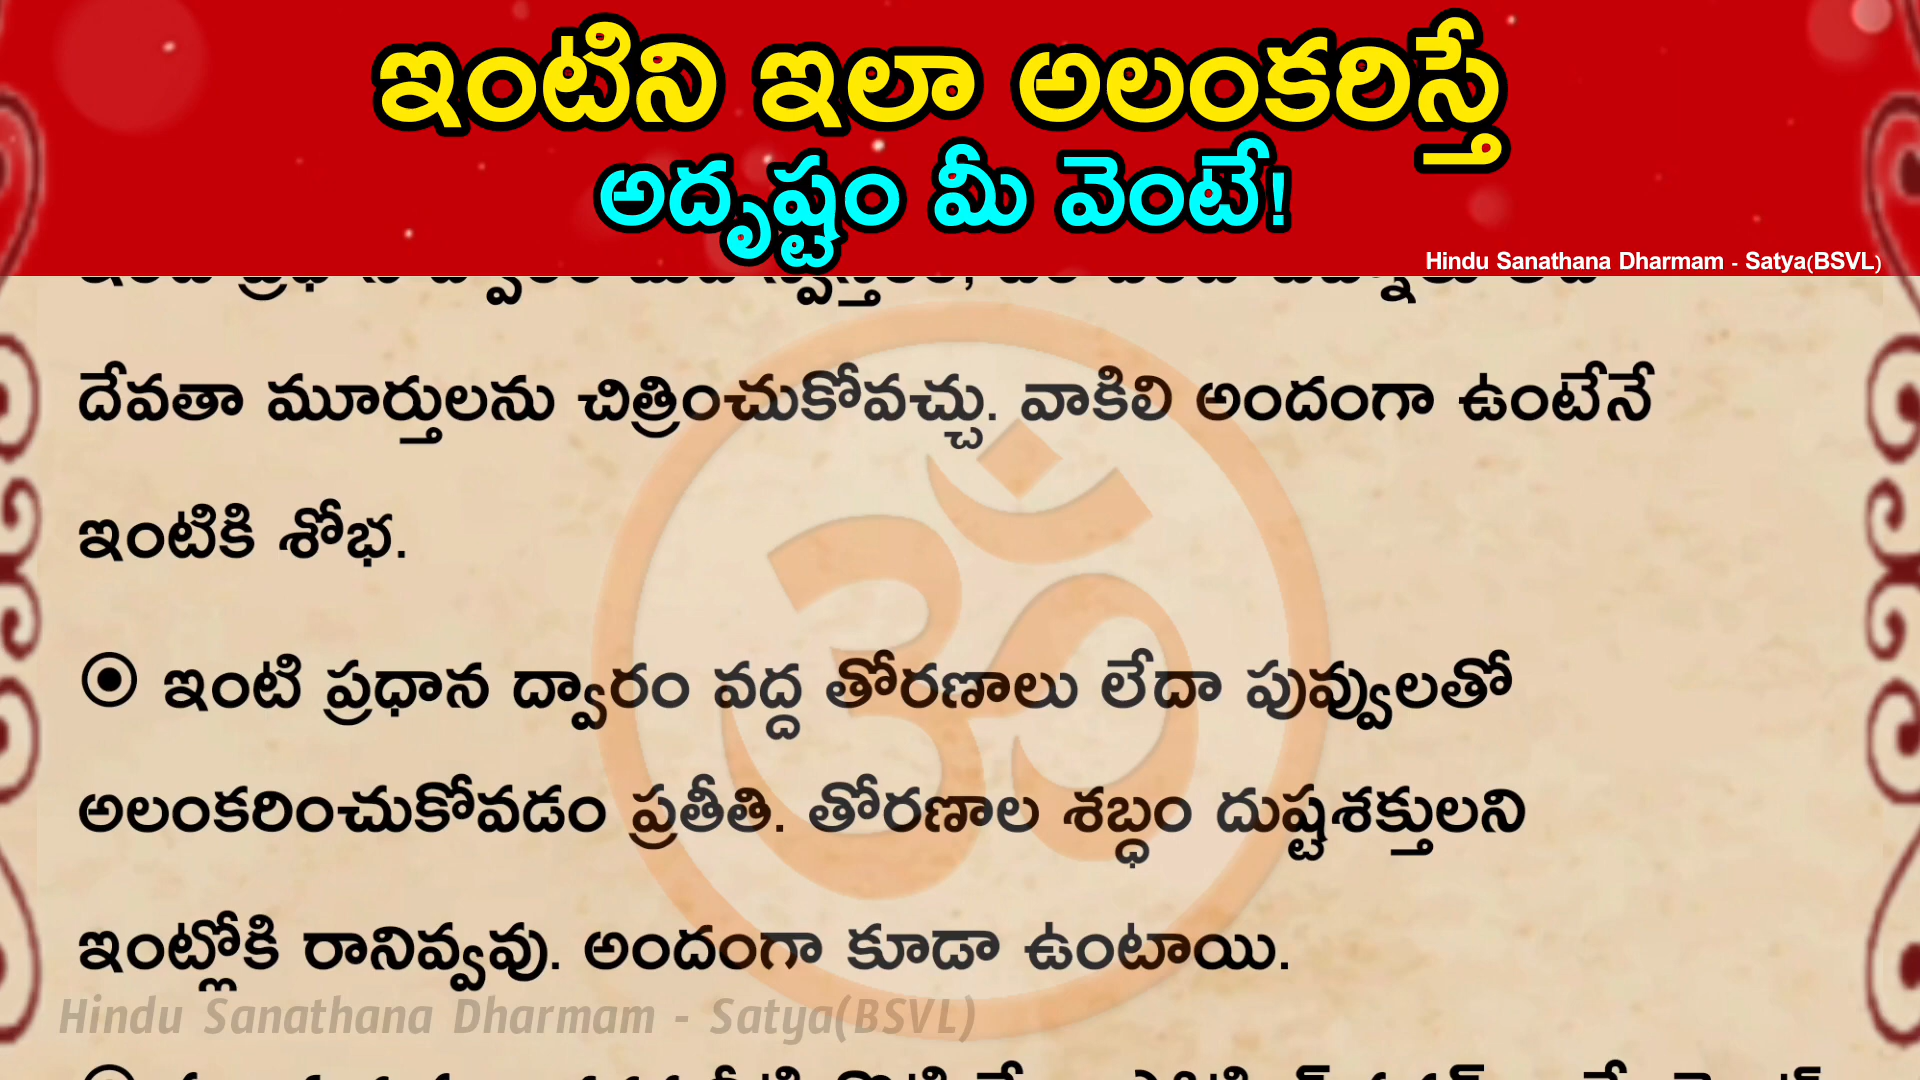 ఇంటిని ఇలా అలంకరిస్తే
అదృష్టం మీ వెంటే!
Hindu Sanathana Dharmam - Satya(BSVL)
దేవతా మూర్తులను చిత్రించుకోవచ్చు. వాకిలి అందంగా ఉంటేనే
ఇంటికి శోభ.
ఇంటి ప్రధాన ద్వారం వద్ద తోరణాలు లేదా పువ్వులతో
అలంకరించుకోవడం ప్రతీతి. తోరణాల శబ్ధం దుష్టశక్తులని
ఇంట్లోకి రానివ్వవు. అందంగా కూడా ఉంటాయి.
Hindu Sanathana Dharmam - Satya(BSVL)